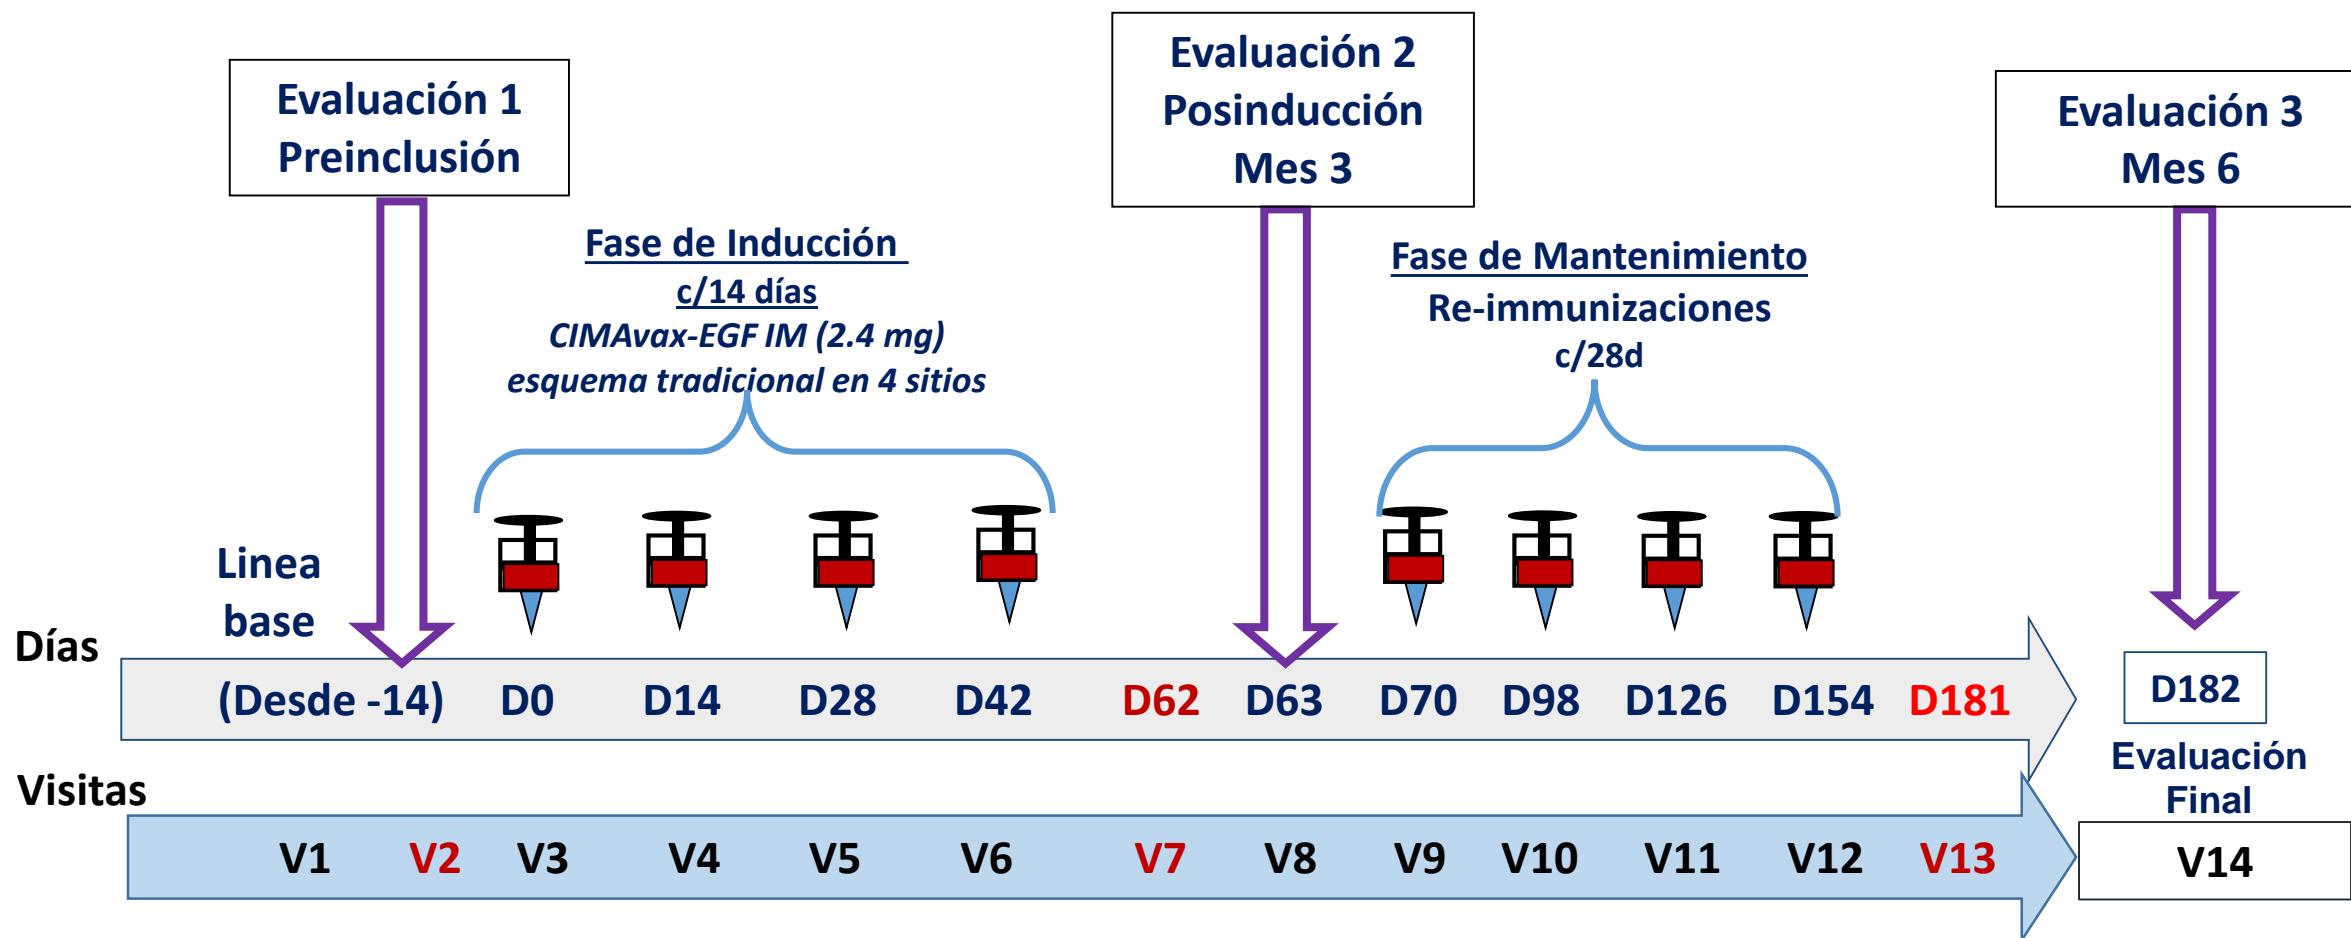 Evaluación 1
Preinclusión
Evaluación 2
Posinducción
Mes 3
Evaluación 3
Mes 6
Fase de Inducción
c/14 días
CIMAvax-EGF IM (2.4 mg)
esquema tradicional en 4 sitios
Fase de Mantenimiento
Re-immunizaciones
c/28d
Linea
base
Días
(Desde -14) D0 D14 D28 D42 D62 D63 D70 D98 D126 D154 D181
D182
Evaluación
Final
Visitas
V1 V2 V3 V4 V5 V6 V7 V8 V9 V10 V11 V12 V13
V14